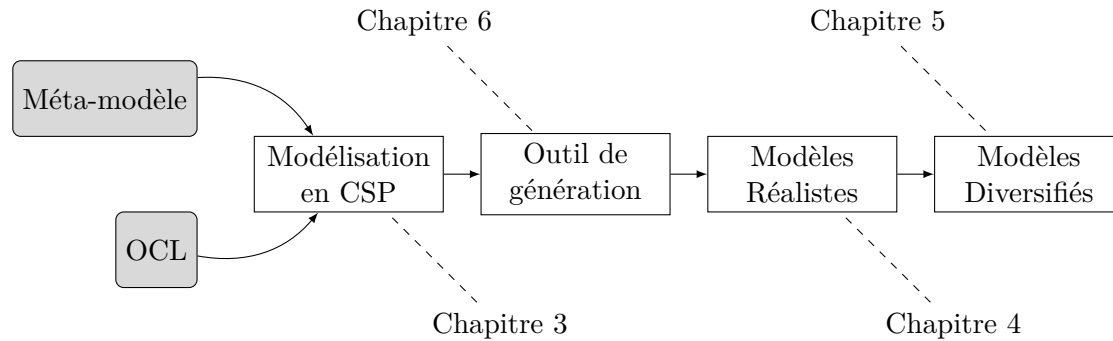 Chapitre 6
Chapitre 5
Méta-modèle
Modélisation
en CSP
Outil de
génération
Modèles
Réalistes
Modèles
Diversifiés
OCL
Chapitre 3
Chapitre 4